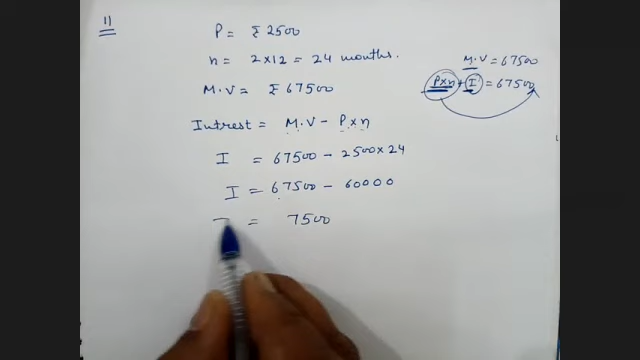 11
P = ₹ 2500
n = 2×12 = 24 months.
M.V = ₹ 67500
Intrest = M.V − P×n
I = 67500 − 2500×24
I = 67500 − 60000
= 7500
M.V = 67500
P×n + I = 67500